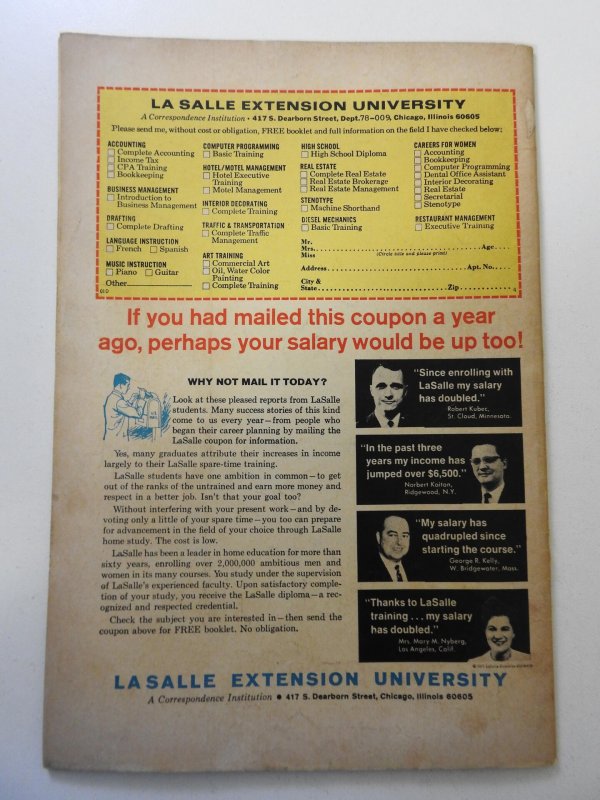 LA SALLE EXTENSION UNIVERSITY
A Correspondence Institution • 417 S. Dearborn Street, Dept. 78-009, Chicago, Illinois 60605
Please send me, without cost or obligation, FREE booklet and full information on the field I have checked below:
ACCOUNTING
Complete Accounting
Income Tax
CPA Training
Bookkeeping
BUSINESS MANAGEMENT
Introduction to
Business Management
DRAFTING
Complete Drafting
LANGUAGE INSTRUCTION
French Spanish
MUSIC INSTRUCTION
Piano Guitar
Other
COMPUTER PROGRAMMING
Basic Training
HOTEL/MOTEL MANAGEMENT
Hotel Executive
Training
Motel Management
INTERIOR DECORATING
Complete Training
TRAFFIC & TRANSPORTATION
Complete Traffic
Management
ART TRAINING
Commercial Art
Oil, Water Color
Painting
Complete Training
HIGH SCHOOL
High School Diploma
REAL ESTATE
Complete Real Estate
Real Estate Brokerage
Real Estate Management
STENOTYPE
Machine Shorthand
DIESEL MECHANICS
Basic Training
CAREERS FOR WOMEN
Accounting
Bookkeeping
Computer Programming
Dental Office Assistant
Interior Decorating
Real Estate
Secretarial
Stenotype
RESTAURANT MANAGEMENT
Executive Training
Mr.
Mrs. Age
Miss (Circle title and please print)
Address Apt. No.
City &
State Zip
If you had mailed this coupon a year
ago, perhaps your salary would be up too!
WHY NOT MAIL IT TODAY?
Look at these pleased reports from LaSalle
students. Many success stories of this kind
come to us every year—from people who
began their career planning by mailing the
LaSalle coupon for information.
Yes, many graduates attribute their increases in income
largely to their LaSalle spare-time training.
LaSalle students have one ambition in common—to get
out of the ranks of the untrained and earn more money and
respect in a better job. Isn't that your goal too?
Without interfering with your present work—and by de-
voting only a little of your spare time—you too can prepare
for advancement in the field of your choice through LaSalle
home study. The cost is low.
LaSalle has been a leader in home education for more than
sixty years, enrolling over 2,000,000 ambitious men and
women in its many courses. You study under the supervision
of LaSalle's experienced faculty. Upon satisfactory comple-
tion of your study, you receive the LaSalle diploma—a rec-
ognized and respected credential.
Check the subject you are interested in—then send the
coupon above for FREE booklet. No obligation.
"Since enrolling with
LaSalle my salary
has doubled."
Robert Kubec,
St. Cloud, Minnesota.
"In the past three
years my income has
jumped over $6,500."
Norbert Kaiton,
Ridgewood, N.Y.
"My salary has
quadrupled since
starting the course."
George R. Kelly,
W. Bridgewater, Mass.
"Thanks to LaSalle
training . . . my salary
has doubled."
Mrs. Mary M. Nyberg,
Los Angeles, Calif.
LASALLE EXTENSION UNIVERSITY
A Correspondence Institution • 417 S. Dearborn Street, Chicago, Illinois 60605